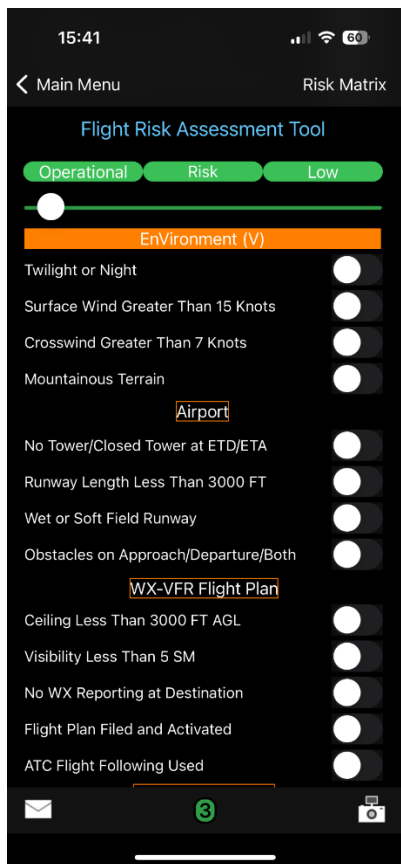 15:41
60
Main Menu
Risk Matrix
Flight Risk Assessment Tool
Operational Risk Low
EnVironment (V)
Twilight or Night
Surface Wind Greater Than 15 Knots
Crosswind Greater Than 7 Knots
Mountainous Terrain
Airport
No Tower/Closed Tower at ETD/ETA
Runway Length Less Than 3000 FT
Wet or Soft Field Runway
Obstacles on Approach/Departure/Both
WX-VFR Flight Plan
Ceiling Less Than 3000 FT AGL
Visibility Less Than 5 SM
No WX Reporting at Destination
Flight Plan Filed and Activated
ATC Flight Following Used
3